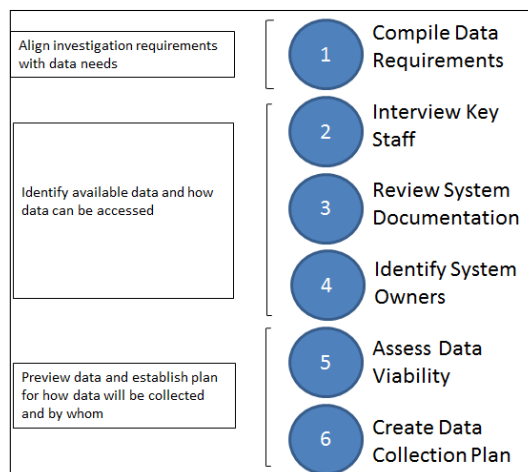 Align investigation requirements
with data needs
1
Compile Data
Requirements
Identify available data and how
data can be accessed
2
Interview Key
Staff
3
Review System
Documentation
4
Identify System
Owners
Preview data and establish plan
for how data will be collected
and by whom
5
Assess Data
Viability
6
Create Data
Collection Plan